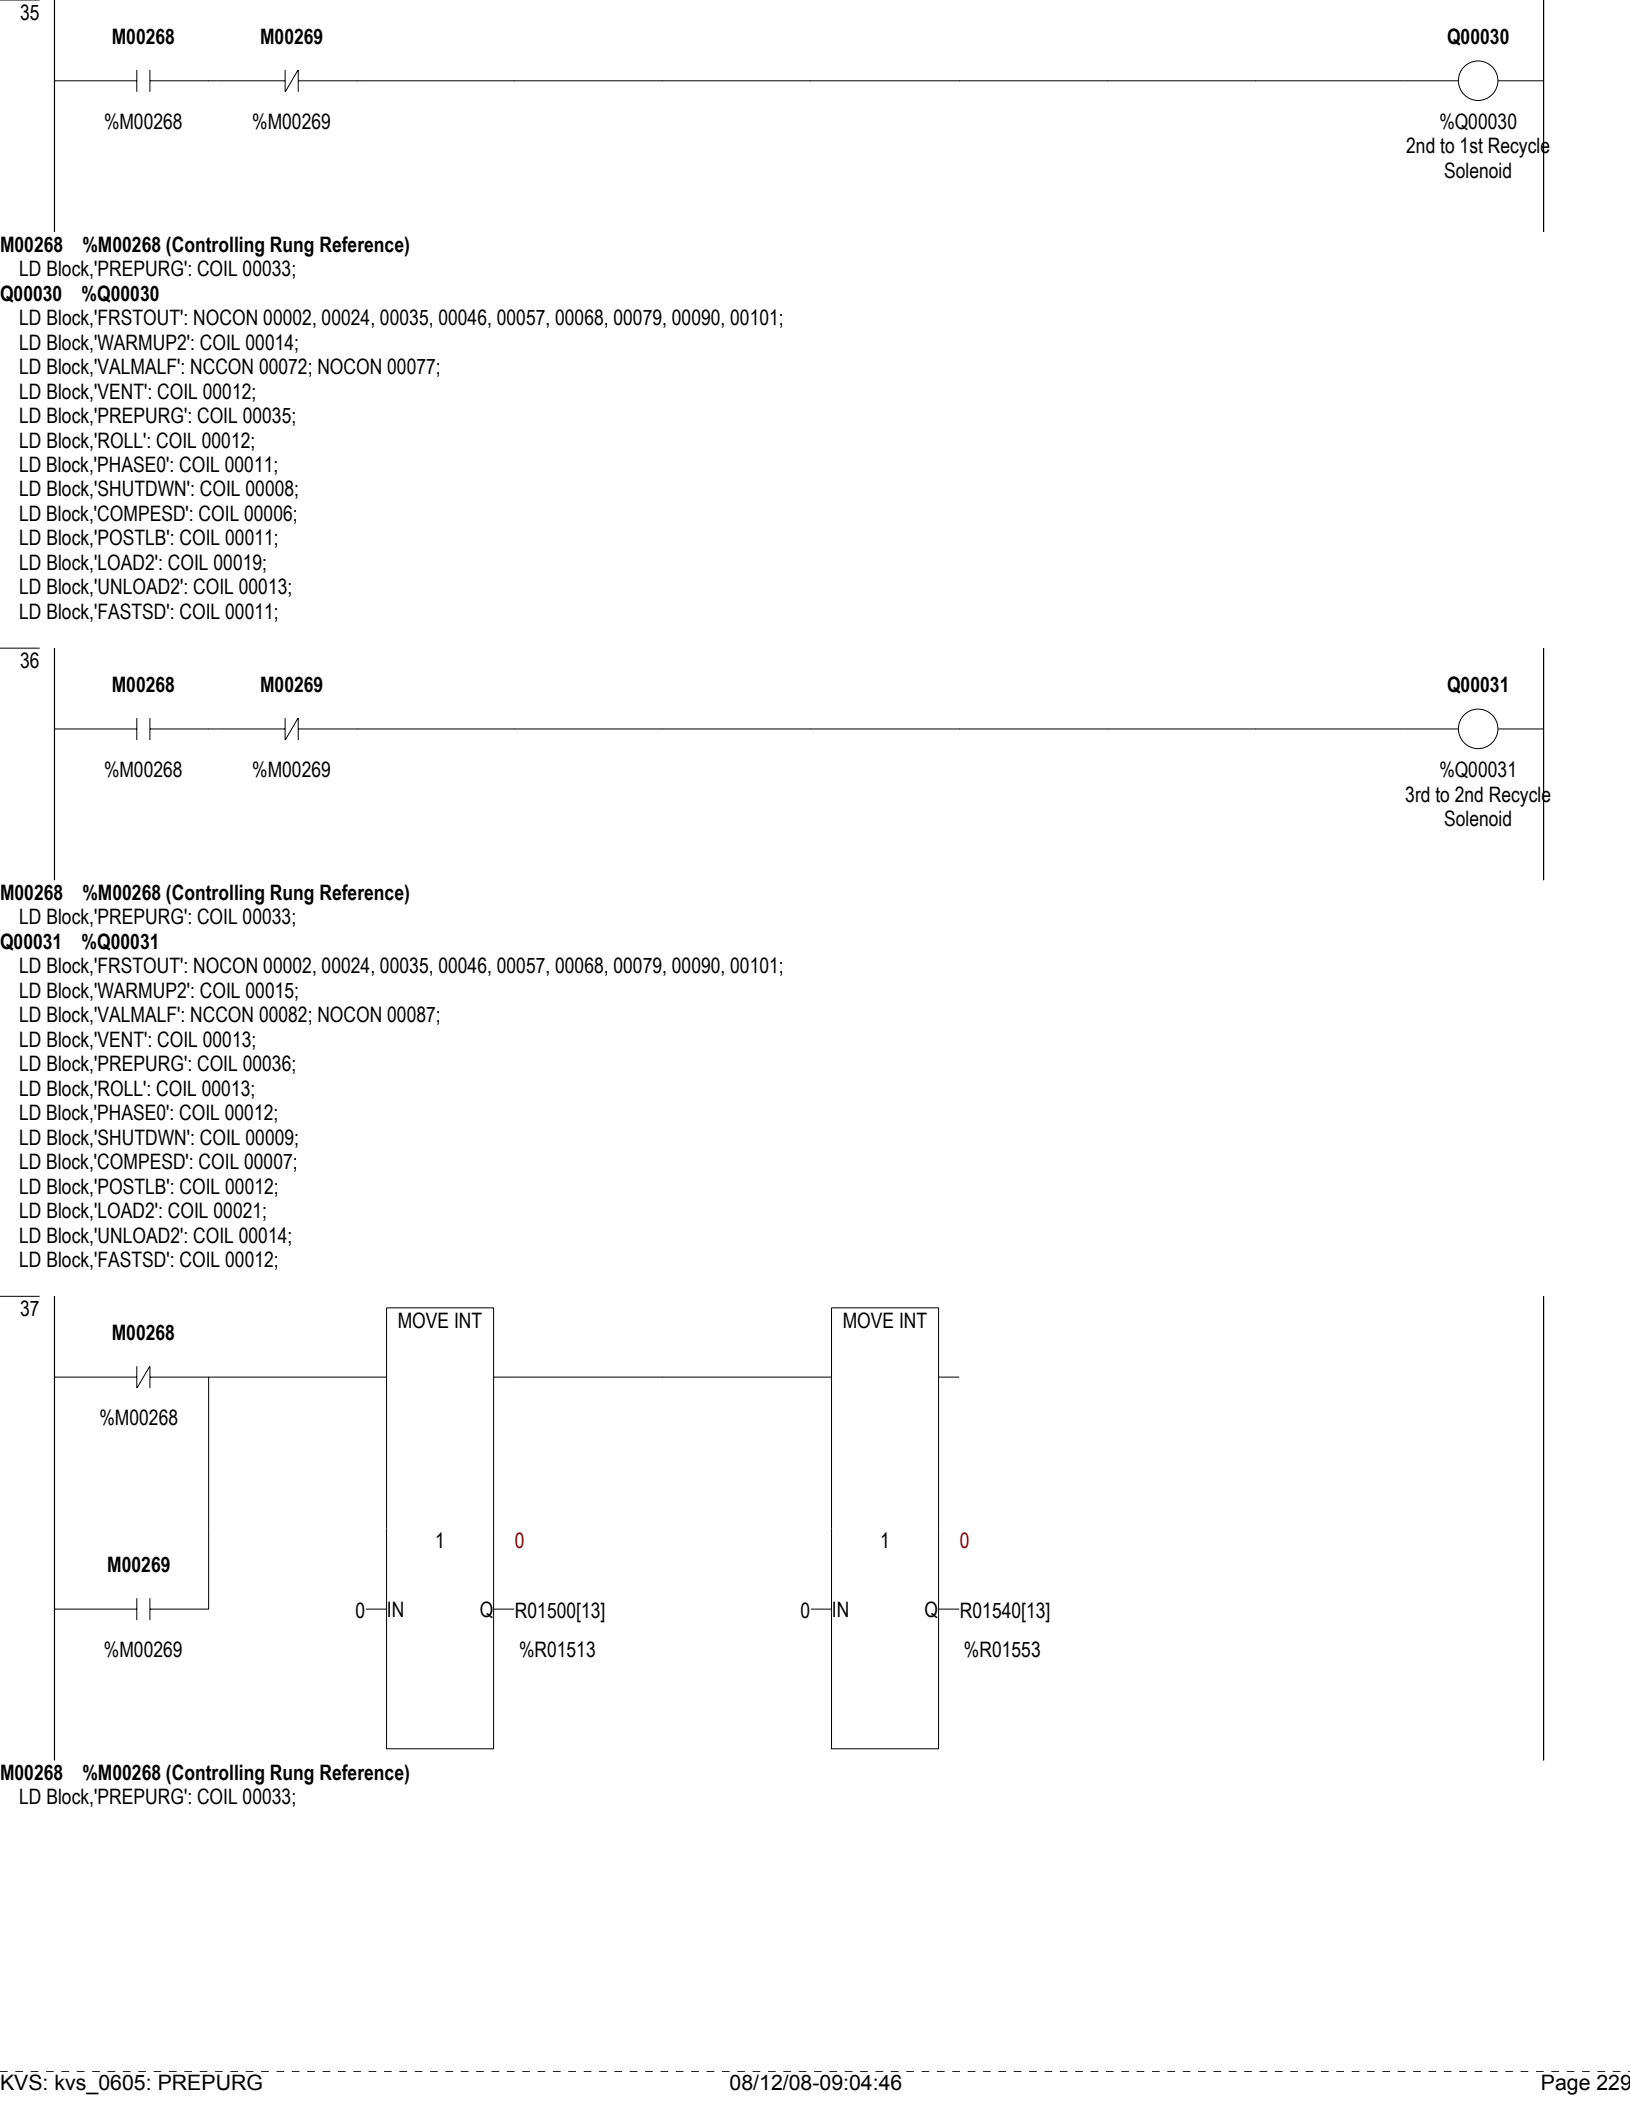 35
M00268 M00269 Q00030
%M00268 %M00269 %Q00030
2nd to 1st Recycle
Solenoid
M00268 %M00268 (Controlling Rung Reference)
LD Block,'PREPURG': COIL 00033;
Q00030 %Q00030
LD Block,'FRSTOUT': NOCON 00002, 00024, 00035, 00046, 00057, 00068, 00079, 00090, 00101;
LD Block,'WARMUP2': COIL 00014;
LD Block,'VALMALF': NCCON 00072; NOCON 00077;
LD Block,'VENT': COIL 00012;
LD Block,'PREPURG': COIL 00035;
LD Block,'ROLL': COIL 00012;
LD Block,'PHASE0': COIL 00011;
LD Block,'SHUTDWN': COIL 00008;
LD Block,'COMPESD': COIL 00006;
LD Block,'POSTLB': COIL 00011;
LD Block,'LOAD2': COIL 00019;
LD Block,'UNLOAD2': COIL 00013;
LD Block,'FASTSD': COIL 00011;
36
M00268 M00269 Q00031
%M00268 %M00269 %Q00031
3rd to 2nd Recycle
Solenoid
M00268 %M00268 (Controlling Rung Reference)
LD Block,'PREPURG': COIL 00033;
Q00031 %Q00031
LD Block,'FRSTOUT': NOCON 00002, 00024, 00035, 00046, 00057, 00068, 00079, 00090, 00101;
LD Block,'WARMUP2': COIL 00015;
LD Block,'VALMALF': NCCON 00082; NOCON 00087;
LD Block,'VENT': COIL 00013;
LD Block,'PREPURG': COIL 00036;
LD Block,'ROLL': COIL 00013;
LD Block,'PHASE0': COIL 00012;
LD Block,'SHUTDWN': COIL 00009;
LD Block,'COMPESD': COIL 00007;
LD Block,'POSTLB': COIL 00012;
LD Block,'LOAD2': COIL 00021;
LD Block,'UNLOAD2': COIL 00014;
LD Block,'FASTSD': COIL 00012;
37
MOVE INT MOVE INT
M00268
%M00268
1 0 1 0
M00269
0 IN Q R01500[13] 0 IN Q R01540[13]
%M00269 %R01513 %R01553
M00268 %M00268 (Controlling Rung Reference)
LD Block,'PREPURG': COIL 00033;
KVS: kvs_0605: PREPURG 08/12/08-09:04:46 Page 229